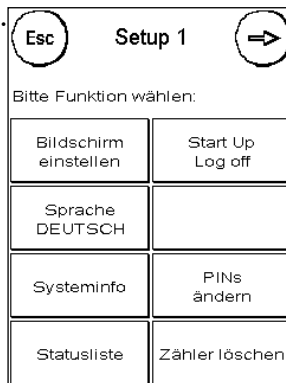 Esc Setup 1
Bitte Funktion wählen:
Bildschirm
einstellen
Start Up
Log off
Sprache
DEUTSCH
Systeminfo
PINs
ändern
Statusliste
Zähler löschen